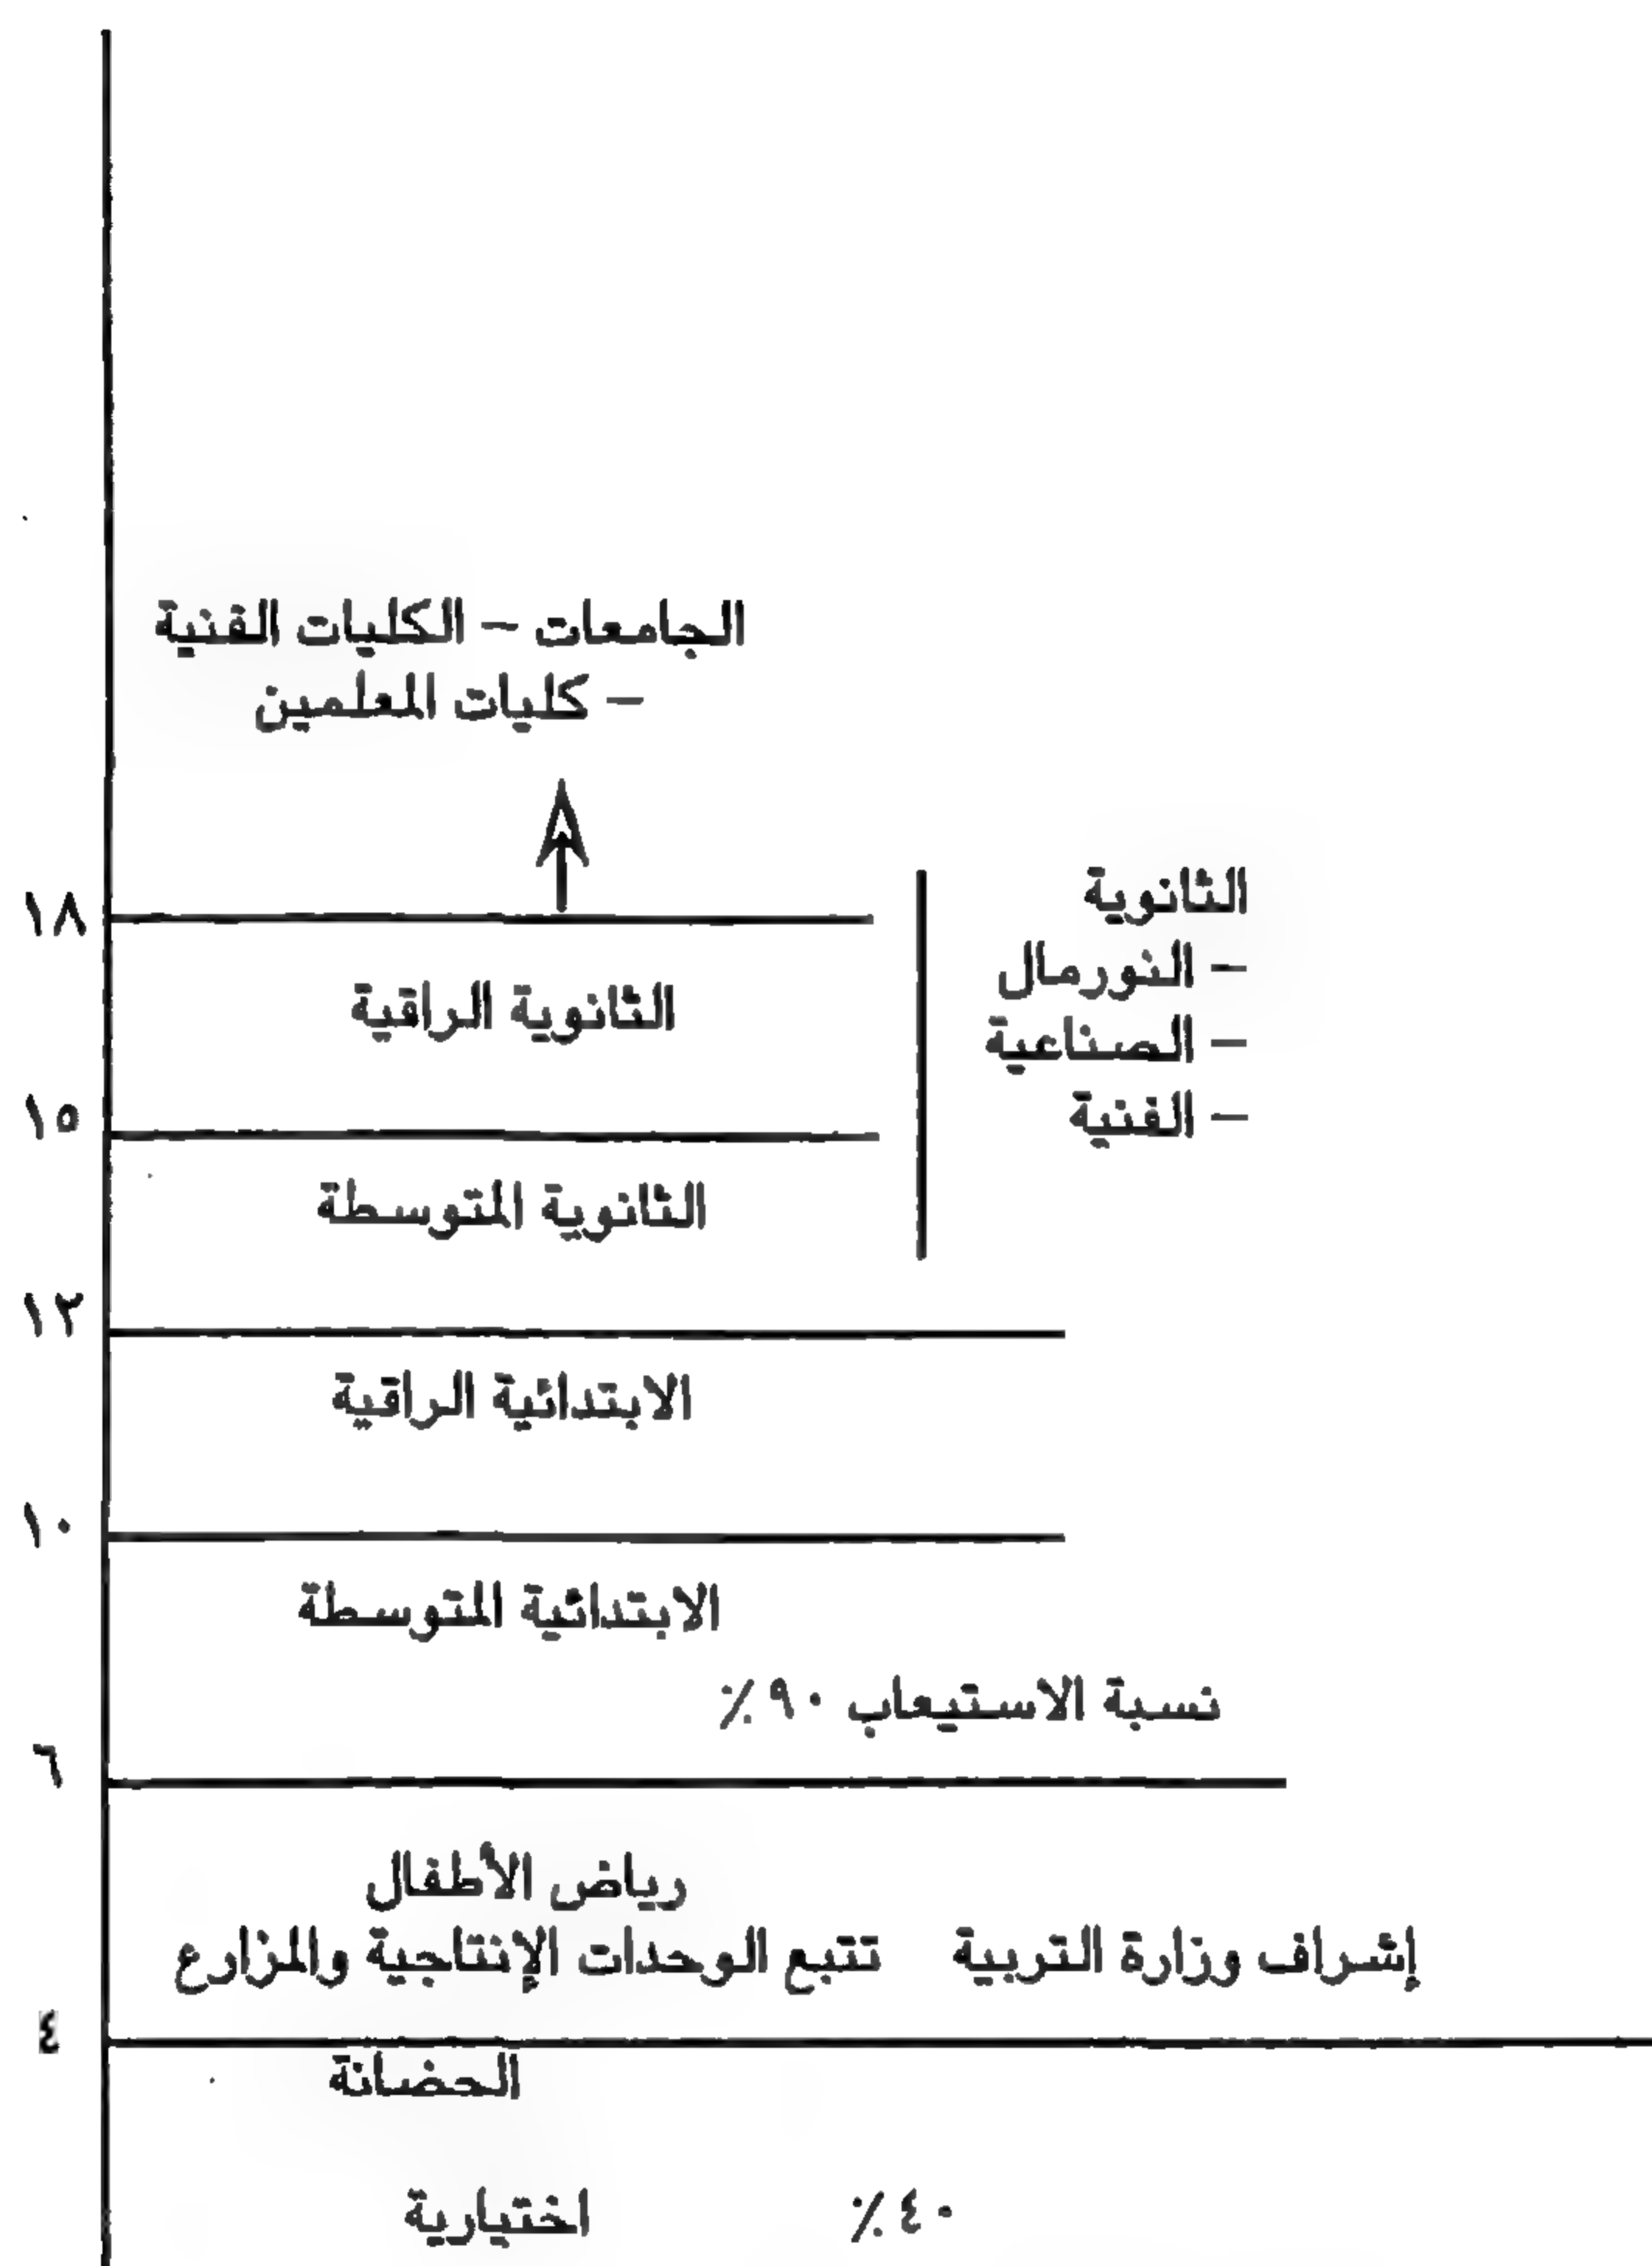 الجامعات – الكليات الفنية
– كليات المعلمين
١٨
الثانوية
– النورمال
– الصناعية
– الفنية
الثانوية الراقية
١٥
الثانوية المتوسطة
١٢
الابتدائية الراقية
١٠
الابتدائية المتوسطة
نسبة الاستيعاب ٩٠٪
٦
رياض الأطفال
إشراف وزارة التربية تتبع الوحدات الإنتاجية والمزارع
٤
الحضانة
٤٠٪ اختيارية